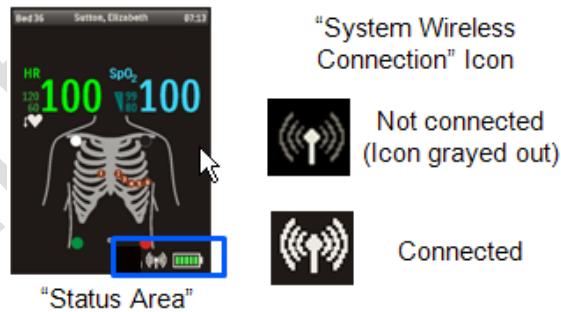 Bed 36 Sutton, Elizabeth 07:13
HR SpO2
120
60
100
99
80
100
“Status Area”
“System Wireless
Connection” Icon
Not connected
(Icon grayed out)
Connected